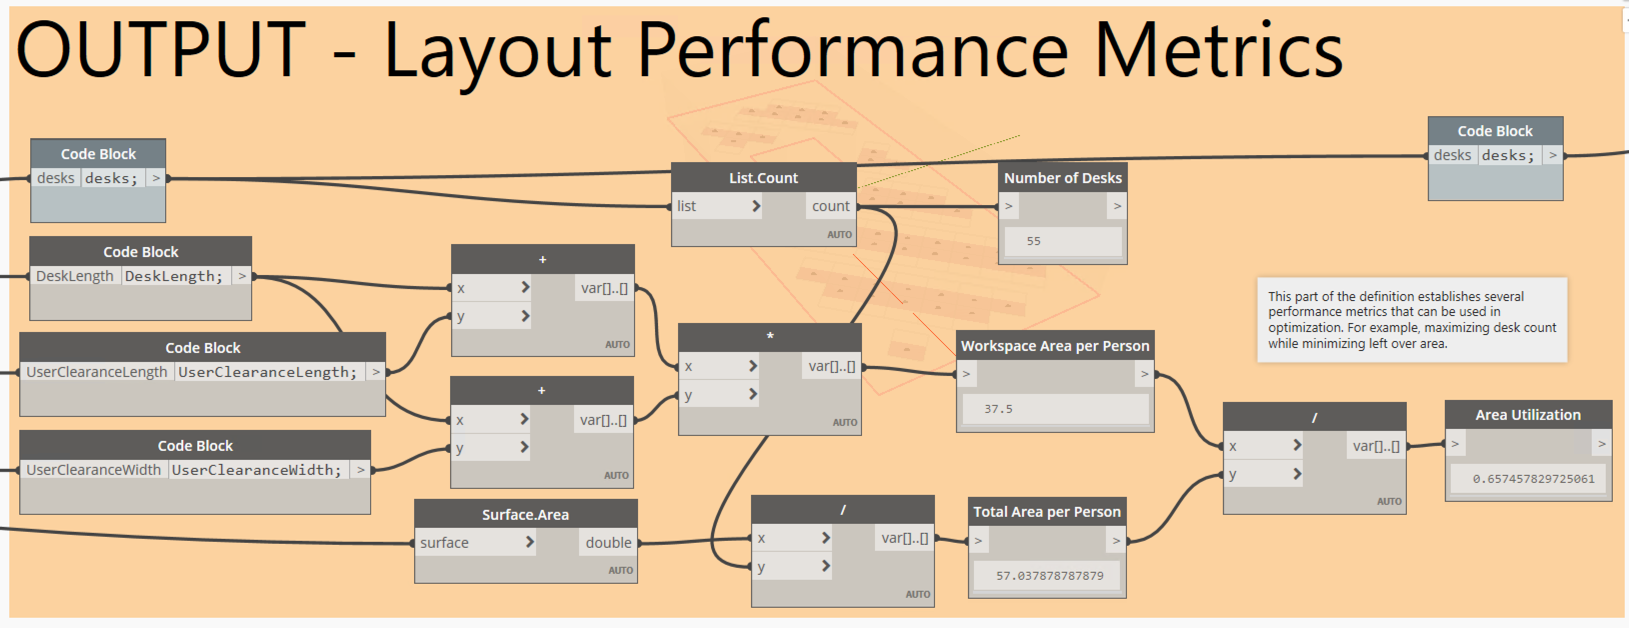 OUTPUT - Layout Performance Metrics
Code Block
desks desks; >
Code Block
DeskLength DeskLength; >
Code Block
UserClearanceLength UserClearanceLength; >
Code Block
UserClearanceWidth UserClearanceWidth; >
+
x > var[]..[]
y >
AUTO
+
x > var[]..[]
y >
AUTO
Surface.Area
surface > double
AUTO
List.Count
list > count
AUTO
*
x > var[]..[]
y >
AUTO
/
x > var[]..[]
y >
AUTO
Number of Desks
> >
55
Workspace Area per Person
> >
37.5
Total Area per Person
> >
57.037878787879
Code Block
desks desks; >
This part of the definition establishes several
performance metrics that can be used in
optimization. For example, maximizing desk count
while minimizing left over area.
/
x > var[]..[]
y >
AUTO
Area Utilization
> >
0.657457829725061